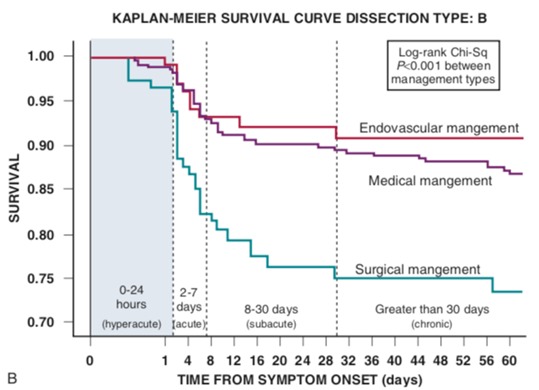 KAPLAN-MEIER SURVIVAL CURVE DISSECTION TYPE: B
Log-rank Chi-Sq
P<0.001 between
management types
1.00
0.95
0.90
0.85
0.80
0.75
0.70
SURVIVAL
Endovascular mangement
Medical mangement
Surgical mangement
0-24
hours
(hyperacute)
2-7
days
(acute)
8-30 days
(subacute)
Greater than 30 days
(chronic)
0 1 4 8 12 16 20 24 28 32 36 40 44 48 52 56 60
B
TIME FROM SYMPTOM ONSET (days)